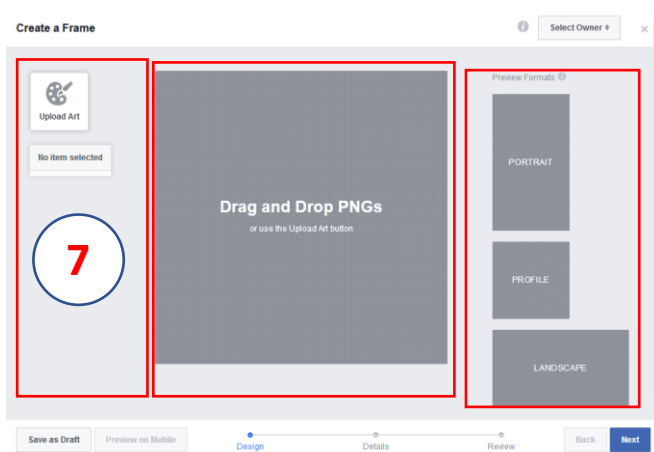 Create a Frame
Select Owner
Upload Art
No item selected
7
Drag and Drop PNGs
or use the Upload Art button
Preview Formats
PORTRAIT
PROFILE
LANDSCAPE
Save as Draft
Preview on Mobile
Design
Details
Review
Back
Next